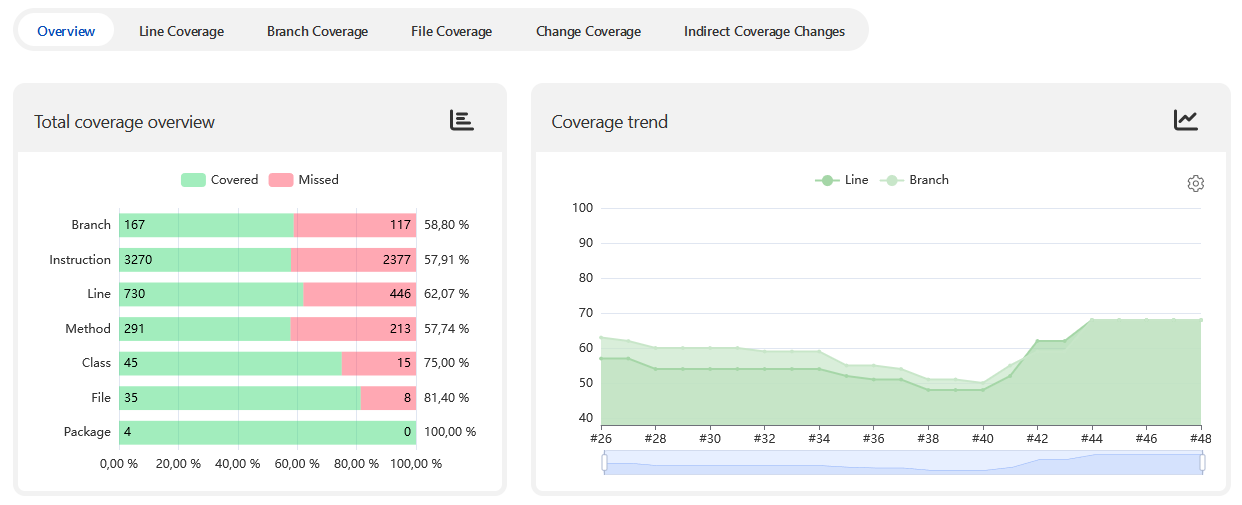 Overview Line Coverage Branch Coverage File Coverage Change Coverage Indirect Coverage Changes
Total coverage overview
Covered Missed
Branch 167 117 58,80 %
Instruction 3270 2377 57,91 %
Line 730 446 62,07 %
Method 291 213 57,74 %
Class 45 15 75,00 %
File 35 8 81,40 %
Package 4 0 100,00 %
0,00 % 20,00 % 40,00 % 60,00 % 80,00 % 100,00 %
Coverage trend
Line Branch
100
90
80
70
60
50
40
#26 #28 #30 #32 #34 #36 #38 #40 #42 #44 #46 #48